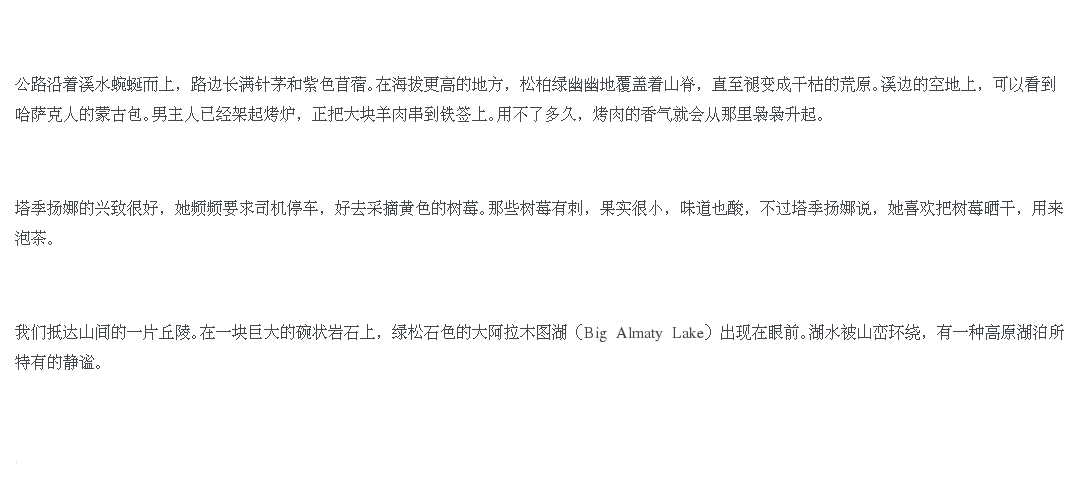 公路沿着溪水蜿蜒而上，路边长满针茅和紫色苜蓿。在海拔更高的地方，松柏绿幽幽地覆盖着山脊，直至褪变成干枯的荒原。溪边的空地上，可以看到
哈萨克人的蒙古包。男主人已经架起烤炉，正把大块羊肉串到铁签上。用不了多久，烤肉的香气就会从那里袅袅升起。
塔季扬娜的兴致很好，她频频要求司机停车，好去采摘黄色的树莓。那些树莓有刺，果实很小，味道也酸，不过塔季扬娜说，她喜欢把树莓晒干，用来
泡茶。
我们抵达山间的一片丘陵。在一块巨大的碗状岩石上，绿松石色的大阿拉木图湖（Big Almaty Lake）出现在眼前。湖水被山峦环绕，有一种高原湖泊所
特有的静谧。